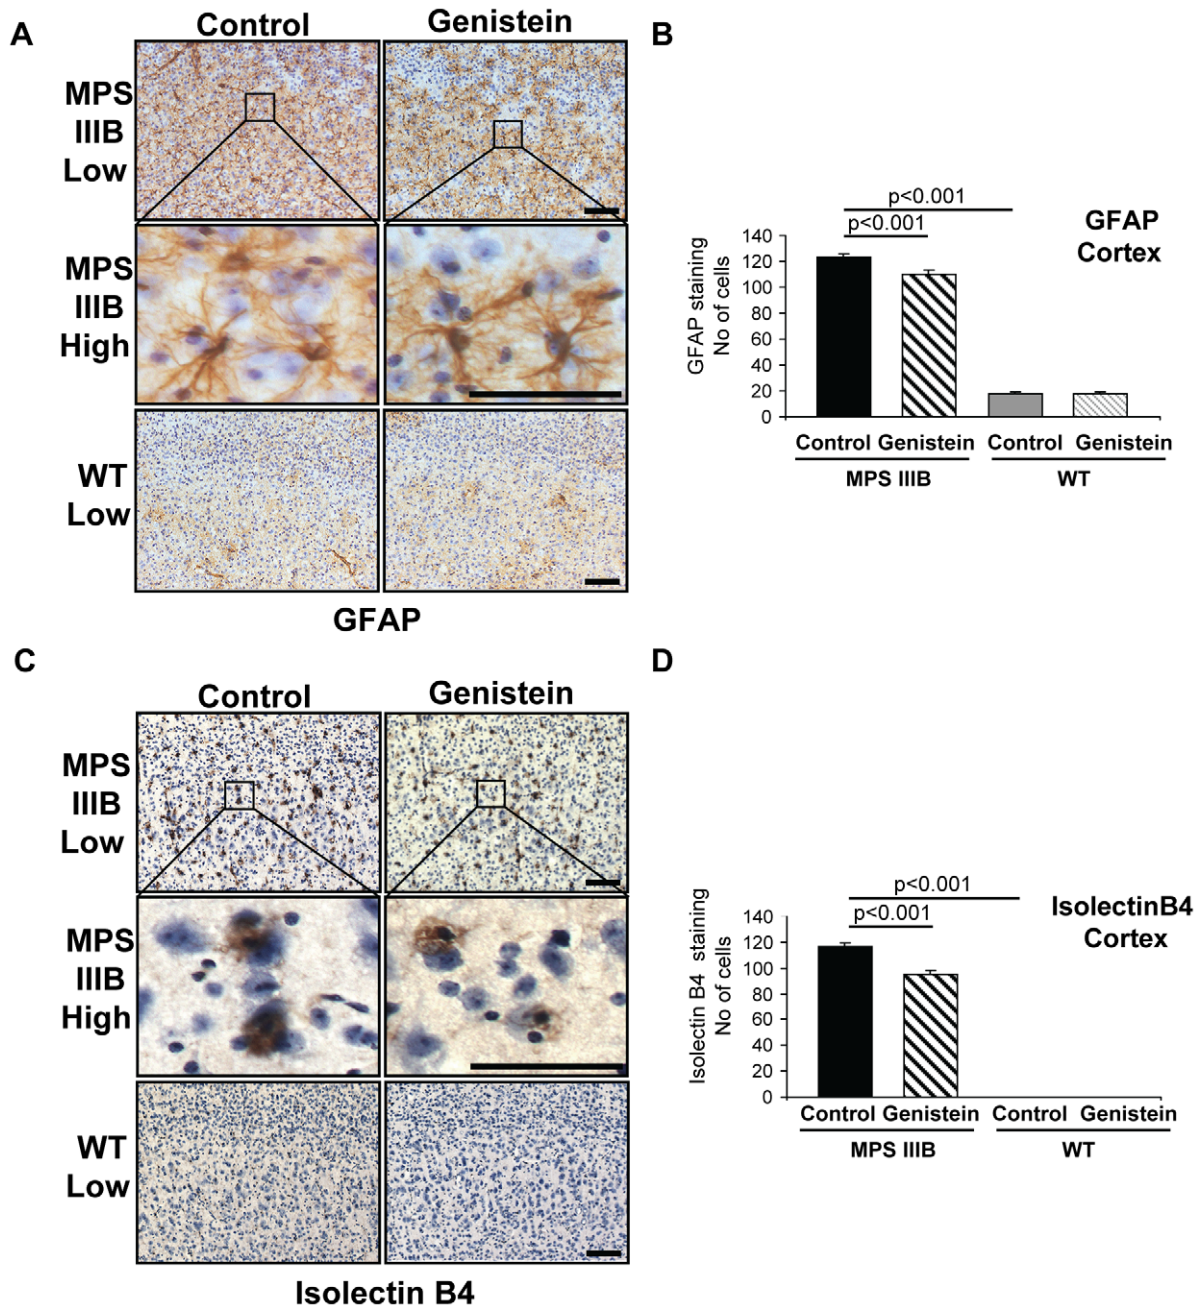 A
Control
Genistein
MPS
IIIB
Low
MPS
IIIB
High
WT
Low
GFAP
B
p<0.001
p<0.001
GFAP
Cortex
GFAP staining
No of cells
140
120
100
80
60
40
20
0
Control Genistein Control Genistein
MPS IIIB WT
C
Control
Genistein
MPS
IIIB
Low
MPS
IIIB
High
WT
Low
Isolectin B4
D
p<0.001
p<0.001
IsolectinB4
Cortex
Isolectin B4 staining
No of cells
140
120
100
80
60
40
20
0
Control Genistein Control Genistein
MPS IIIB WT